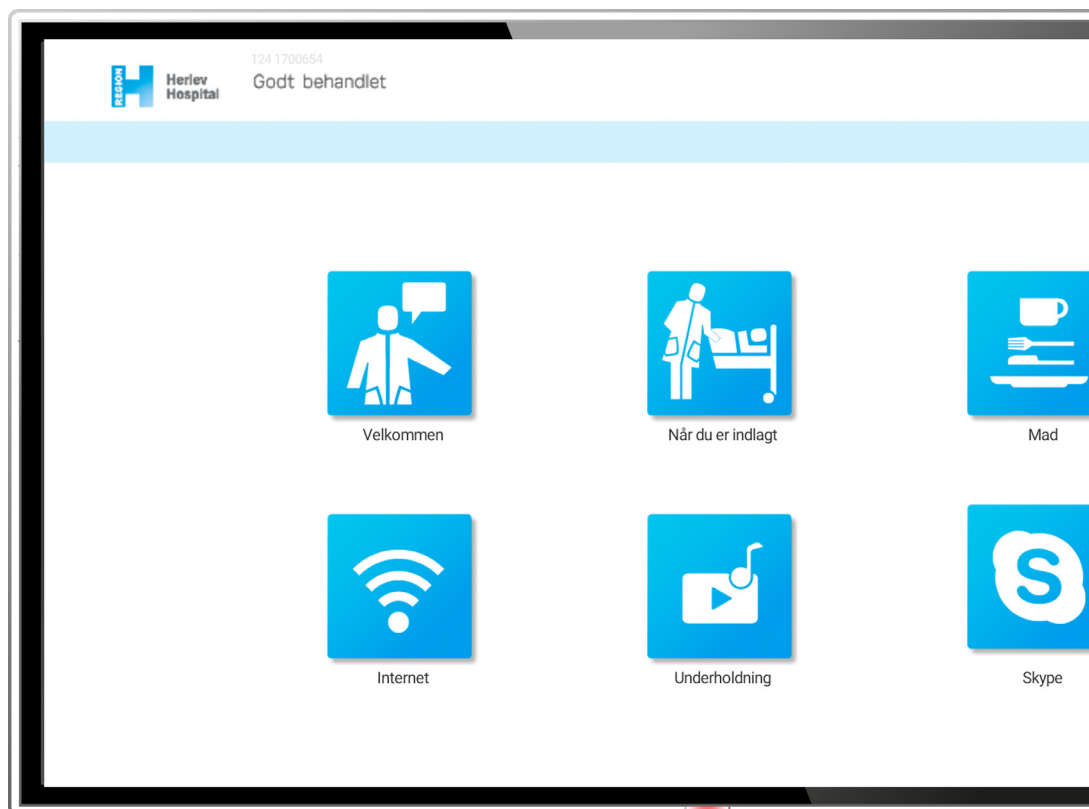 124 1700654
REGION
Herlev
Hospital
Godt behandlet
Velkommen
Når du er indlagt
Mad
Internet
Underholdning
S
Skype